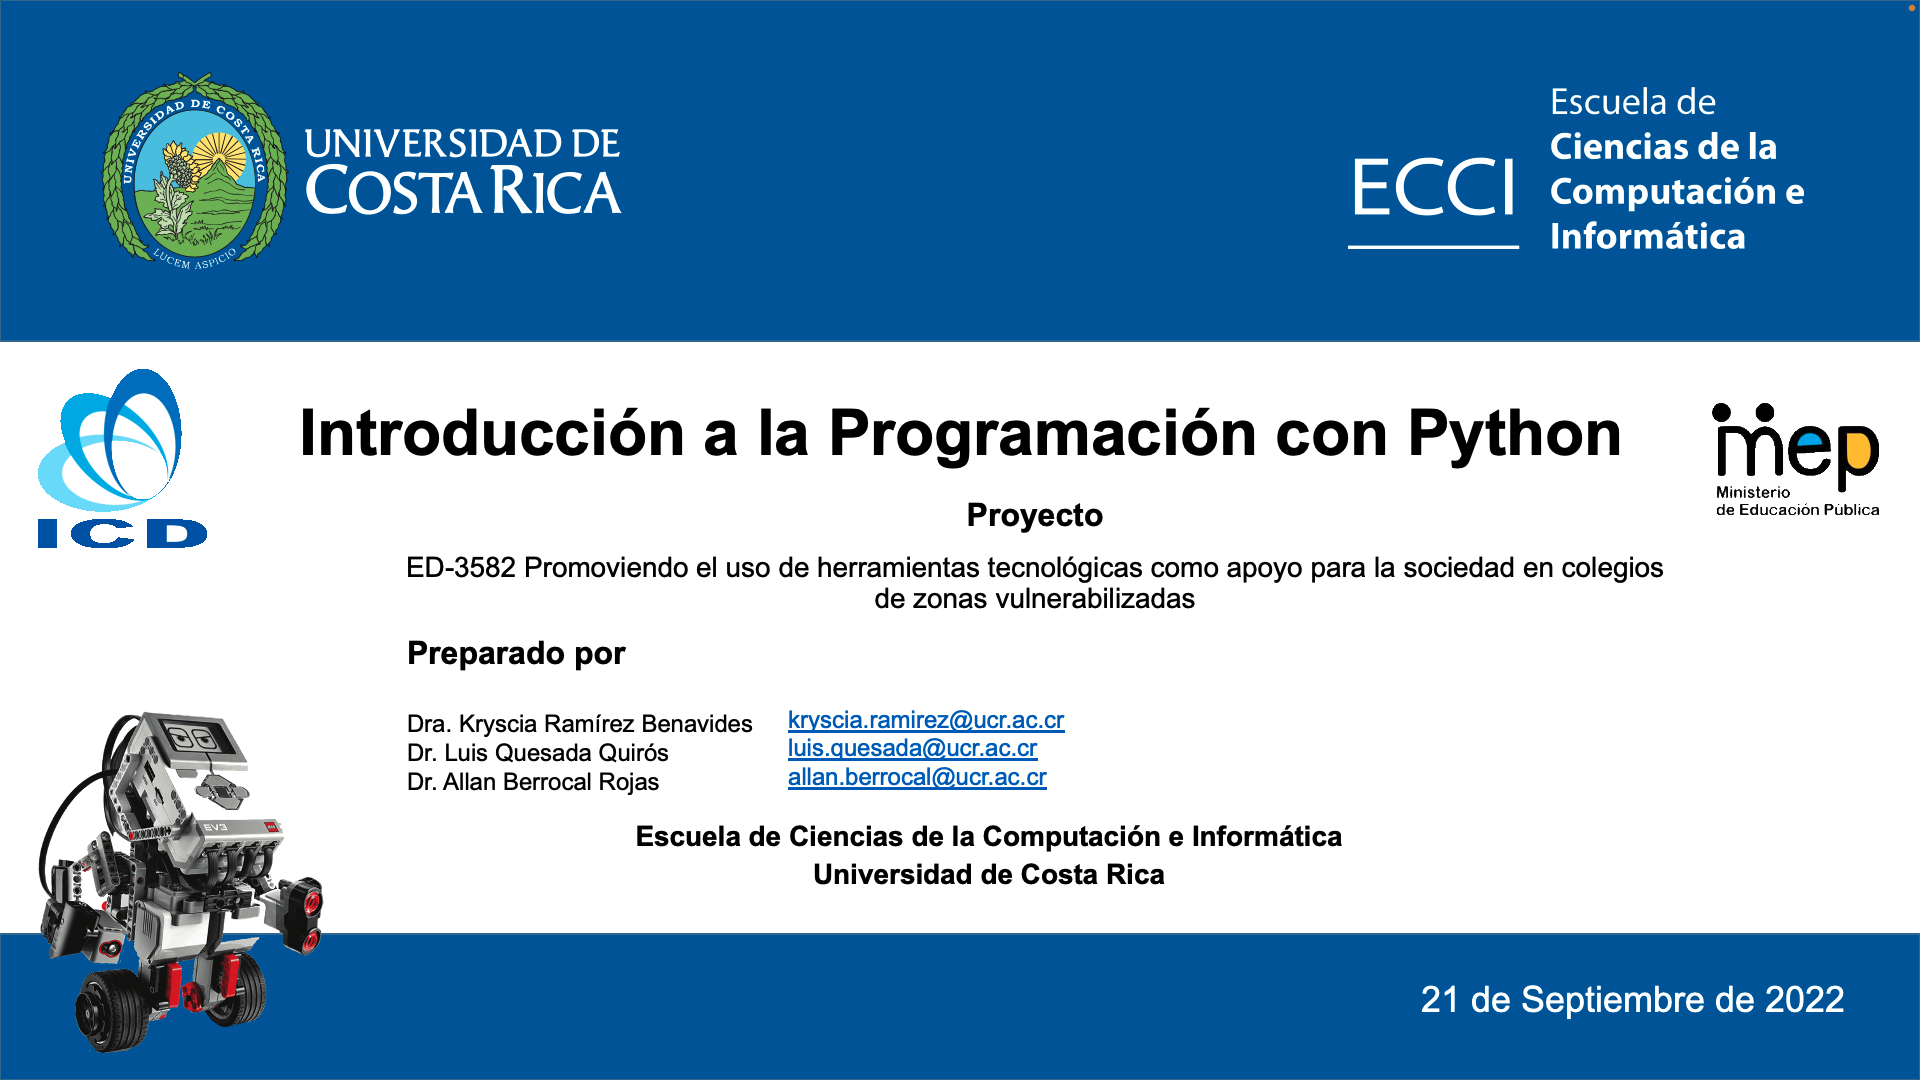 UNIVERSIDAD DE COSTA RICA
LUCEM ASPICIO
UNIVERSIDAD DE
COSTA RICA
ECCI
Escuela de
Ciencias de la
Computación e
Informática
ICD
Introducción a la Programación con Python
mep
Ministerio
de Educación Pública
Proyecto
ED-3582 Promoviendo el uso de herramientas tecnológicas como apoyo para la sociedad en colegios
de zonas vulnerabilizadas
Preparado por
Dra. Kryscia Ramírez Benavides kryscia.ramirez@ucr.ac.cr
Dr. Luis Quesada Quirós luis.quesada@ucr.ac.cr
Dr. Allan Berrocal Rojas allan.berrocal@ucr.ac.cr
EV3
Escuela de Ciencias de la Computación e Informática
Universidad de Costa Rica
21 de Septiembre de 2022